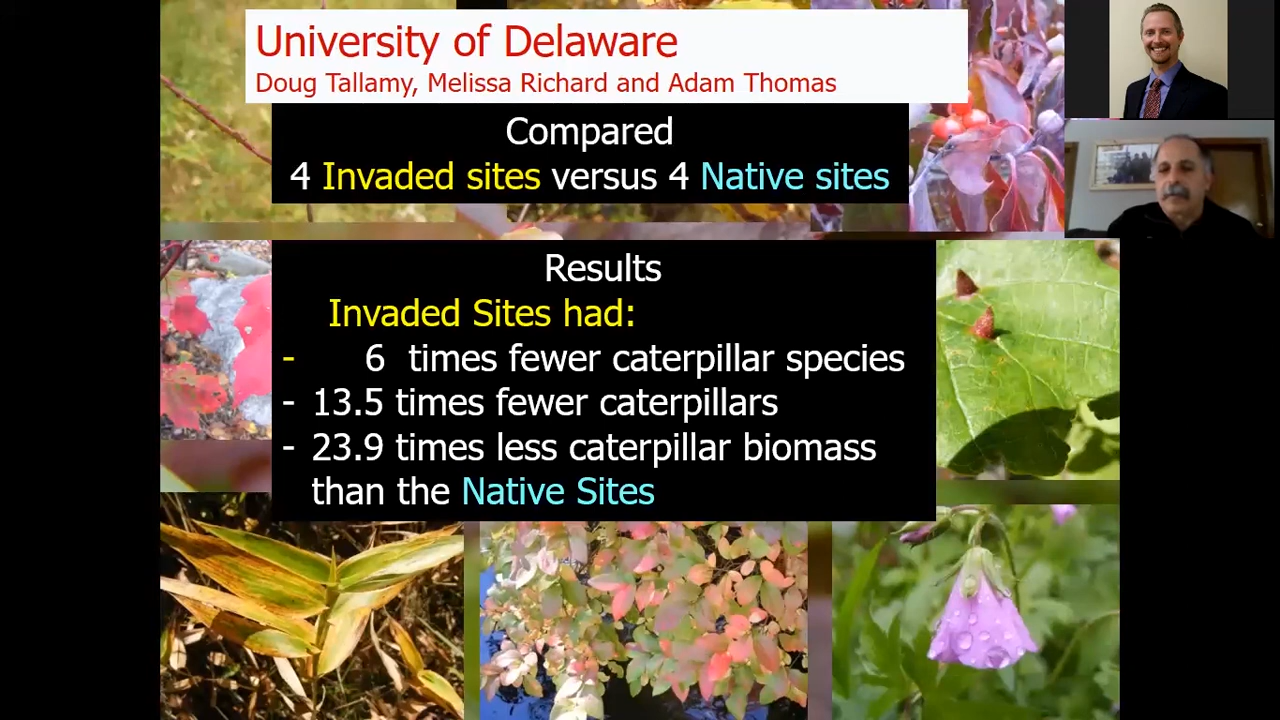 University of Delaware
Doug Tallamy, Melissa Richard and Adam Thomas
Compared
4 Invaded sites versus 4 Native sites
Results
Invaded Sites had:
- 6 times fewer caterpillar species
- 13.5 times fewer caterpillars
- 23.9 times less caterpillar biomass
than the Native Sites